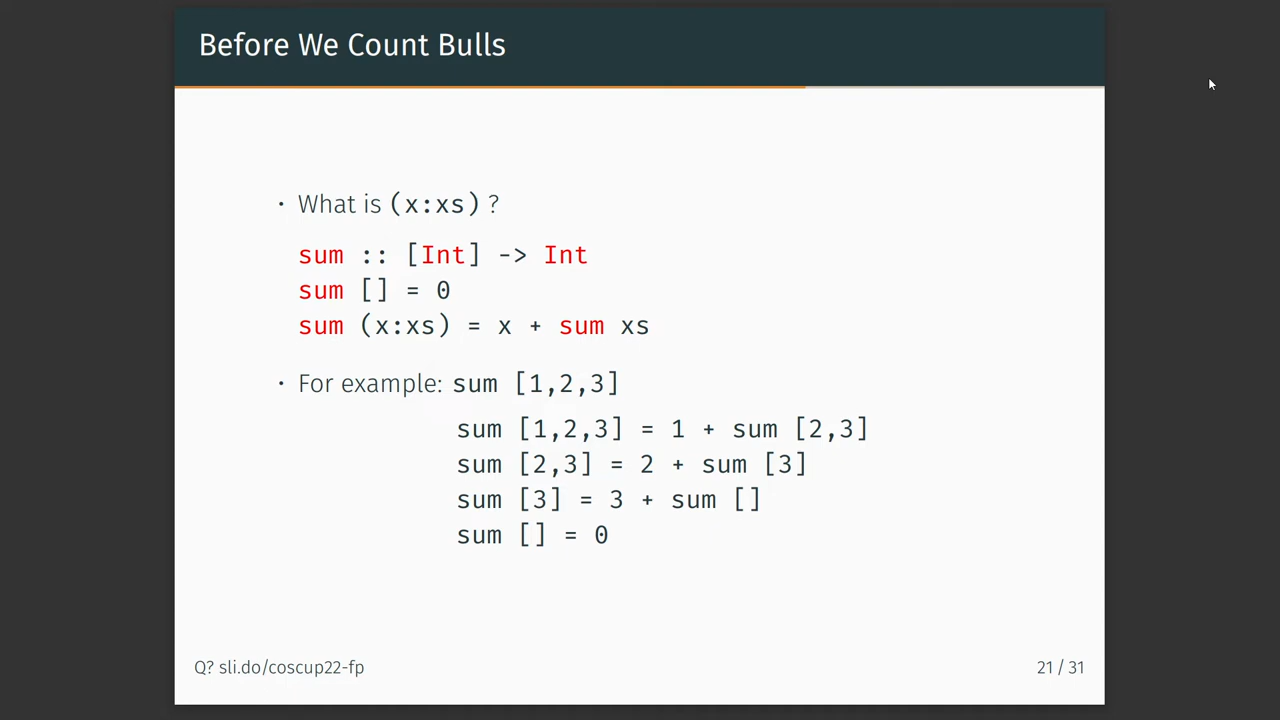 Before We Count Bulls
• What is (x:xs) ?
sum :: [Int] -> Int
sum [] = 0
sum (x:xs) = x + sum xs
• For example: sum [1,2,3]
sum [1,2,3] = 1 + sum [2,3]
sum [2,3] = 2 + sum [3]
sum [3] = 3 + sum []
sum [] = 0
Q? sli.do/coscup22-fp
21 / 31